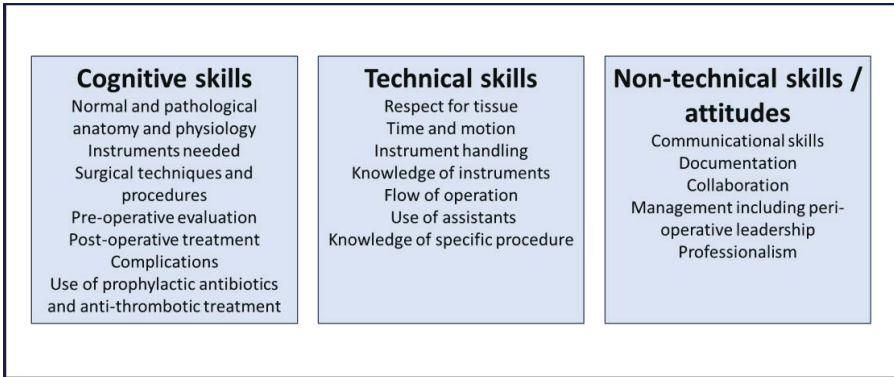 Cognitive skills
Normal and pathological
anatomy and physiology
Instruments needed
Surgical techniques and
procedures
Pre-operative evaluation
Post-operative treatment
Complications
Use of prophylactic antibiotics
and anti-thrombotic treatment
Technical skills
Respect for tissue
Time and motion
Instrument handling
Knowledge of instruments
Flow of operation
Use of assistants
Knowledge of specific procedure
Non-technical skills /
attitudes
Communicational skills
Documentation
Collaboration
Management including peri-
operative leadership
Professionalism